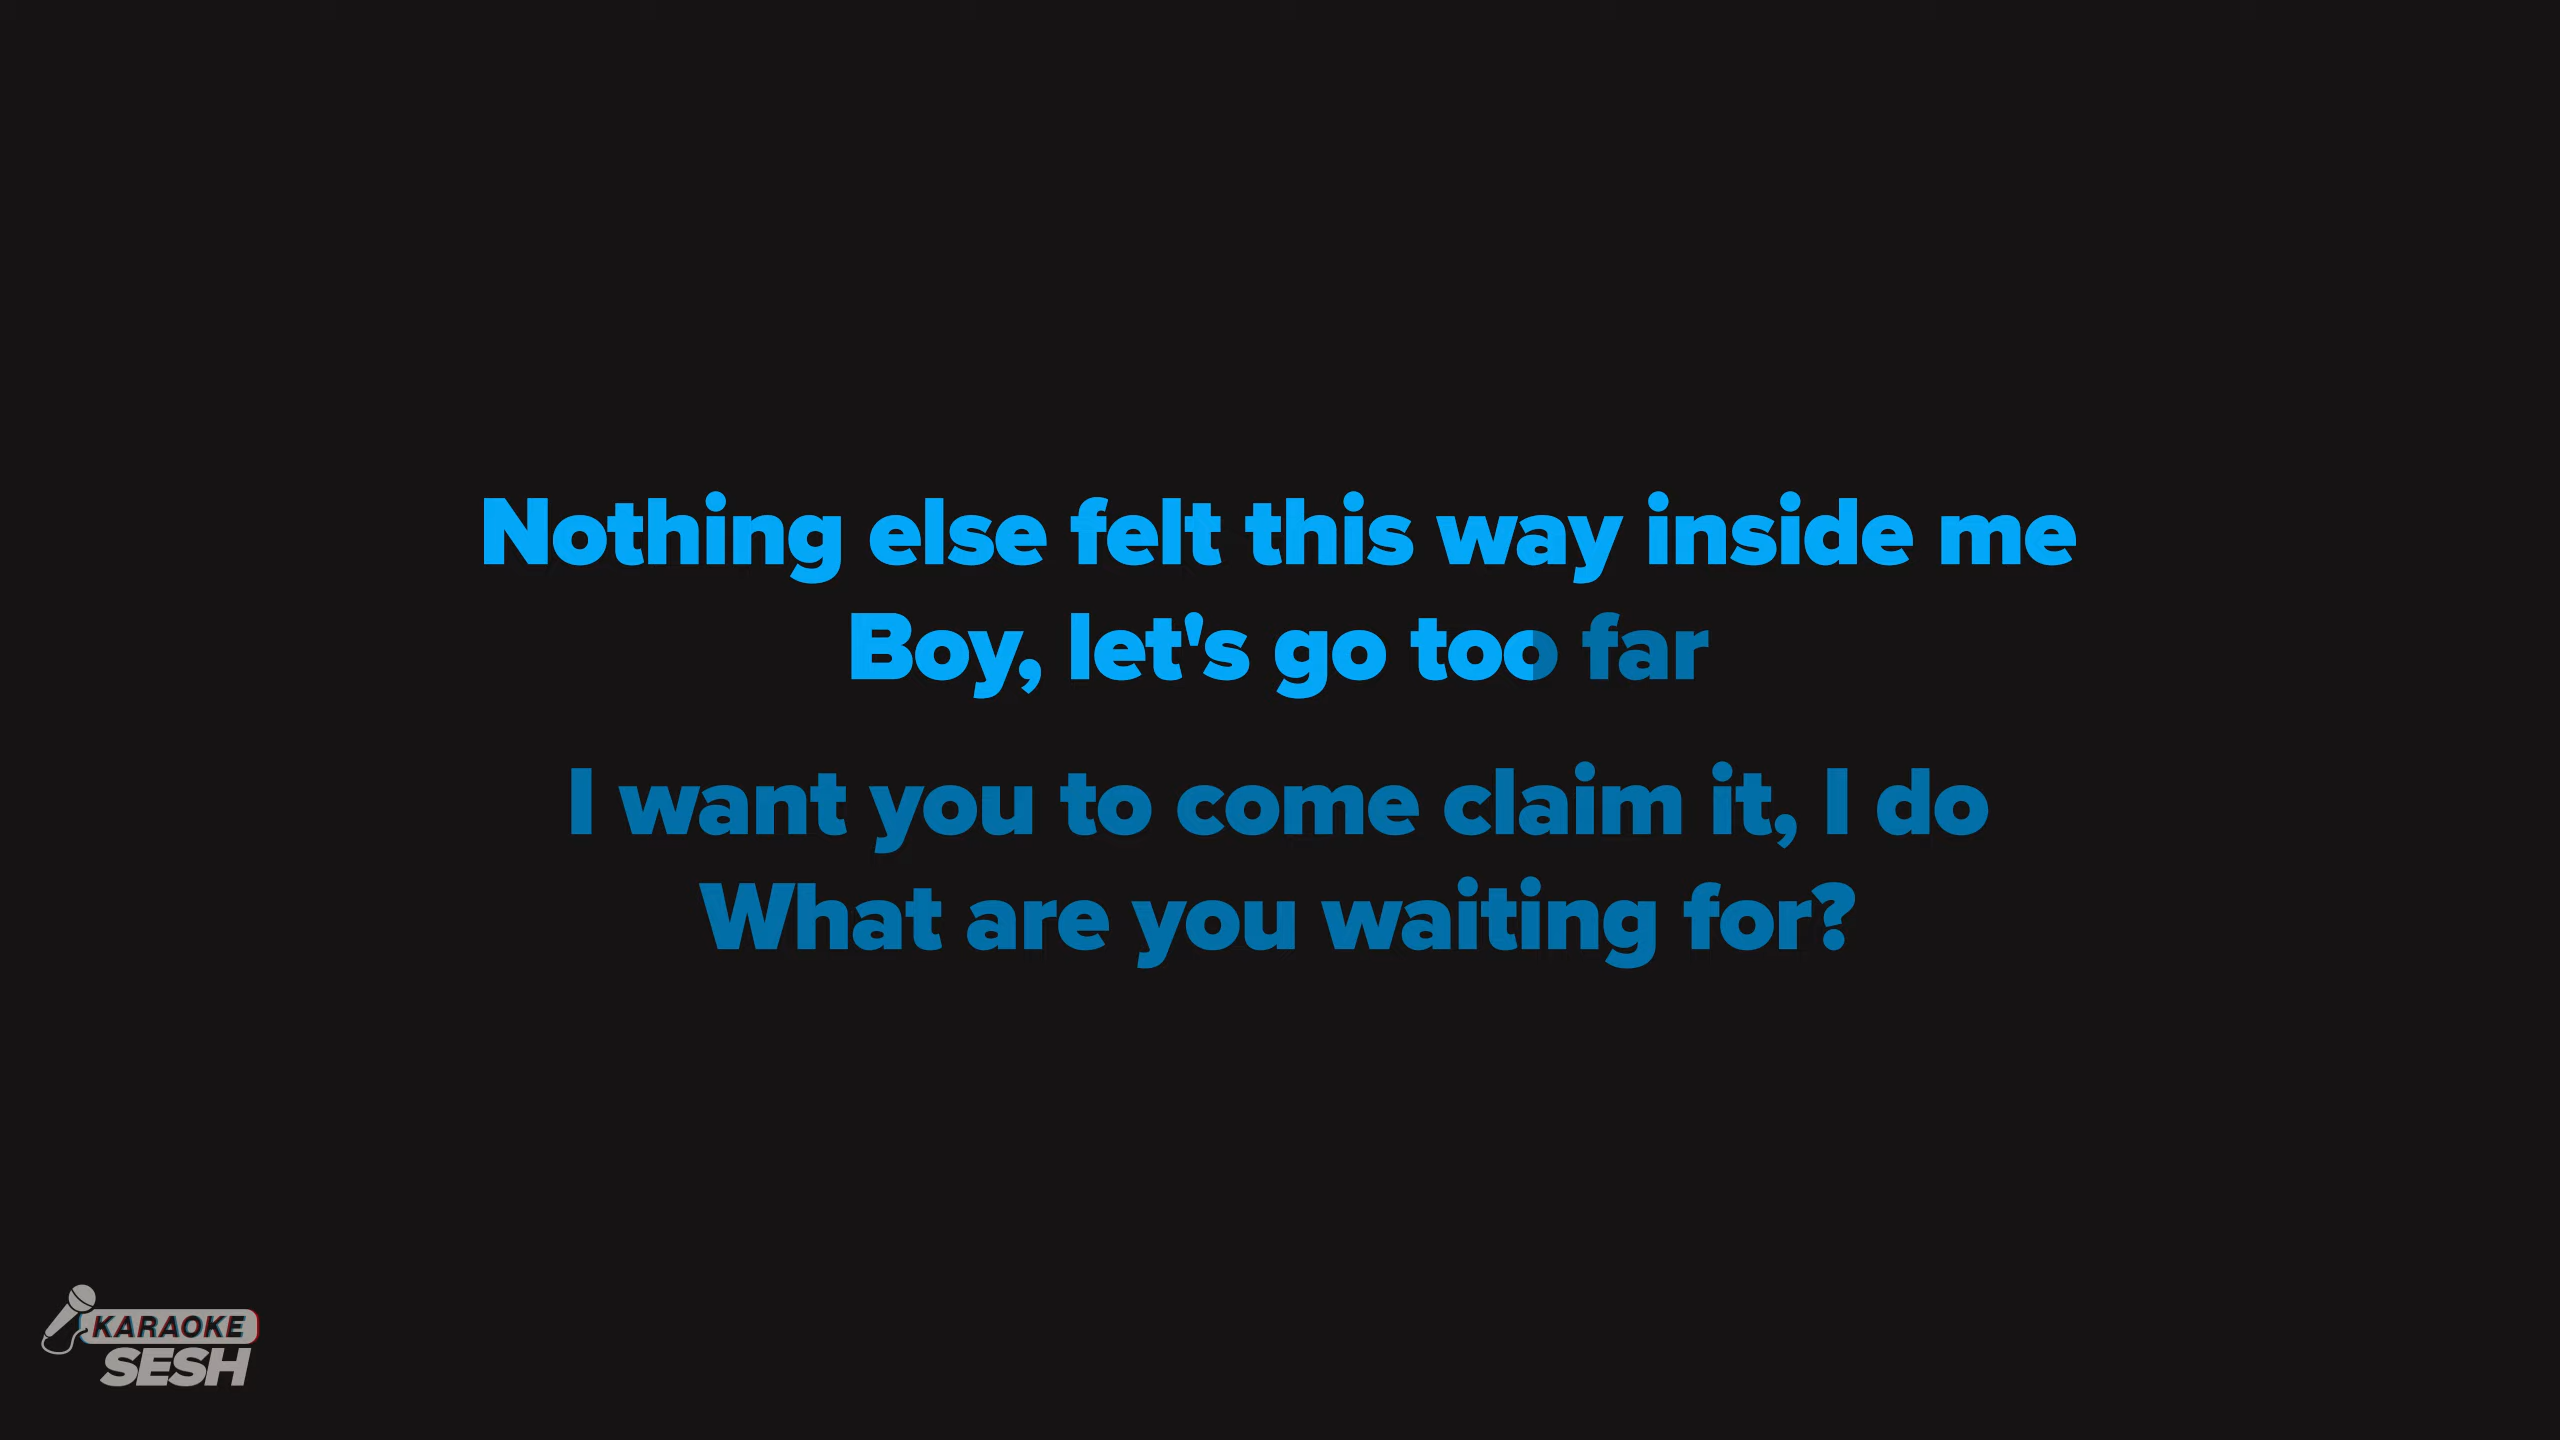 Nothing else felt this way inside me
Boy, let's go too far
I want you to come claim it, I do
What are you waiting for?
KARAOKE
SESH